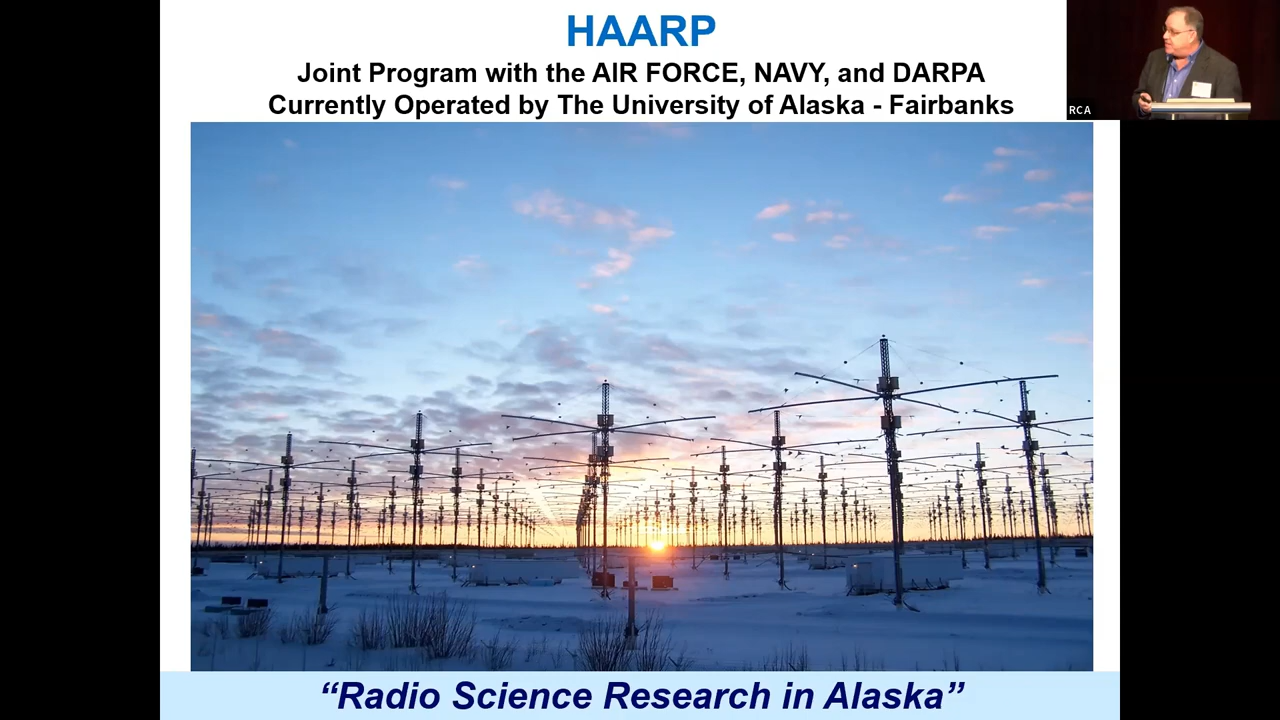 HAARP
Joint Program with the AIR FORCE, NAVY, and DARPA
Currently Operated by The University of Alaska - Fairbanks
RCA
“Radio Science Research in Alaska”